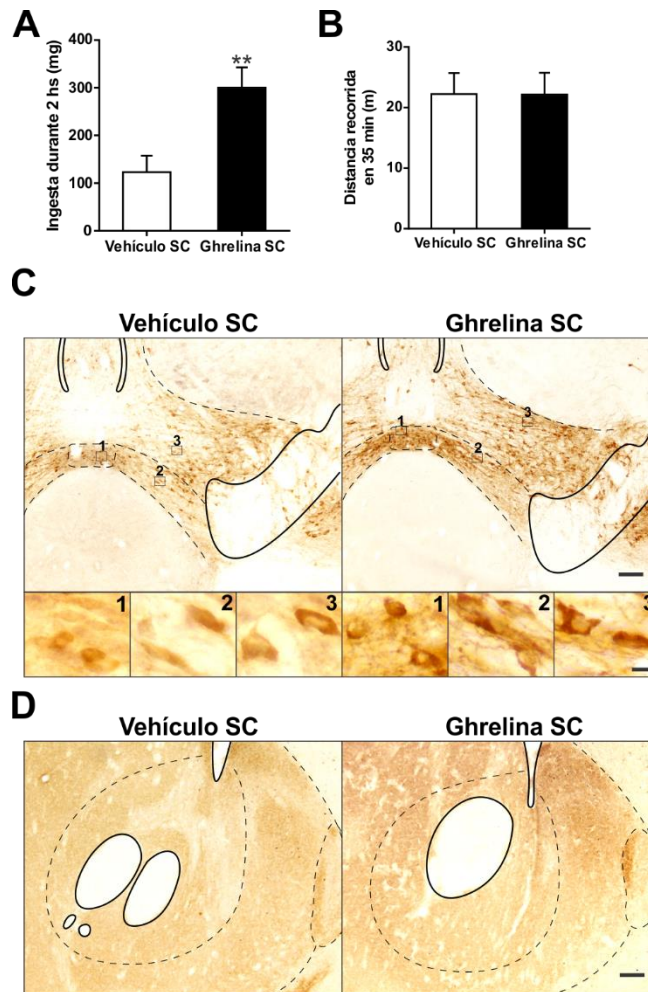 A
B
Ingesta durante 2 hs (mg)
400
300
200
100
0
**
Vehículo SC
Ghrelina SC
Distancia recorrida
en 35 min (m)
30
20
10
0
Vehículo SC
Ghrelina SC
C
Vehículo SC
Ghrelina SC
1
2
3
1
2
3
1
2
3
1
2
3
D
Vehículo SC
Ghrelina SC